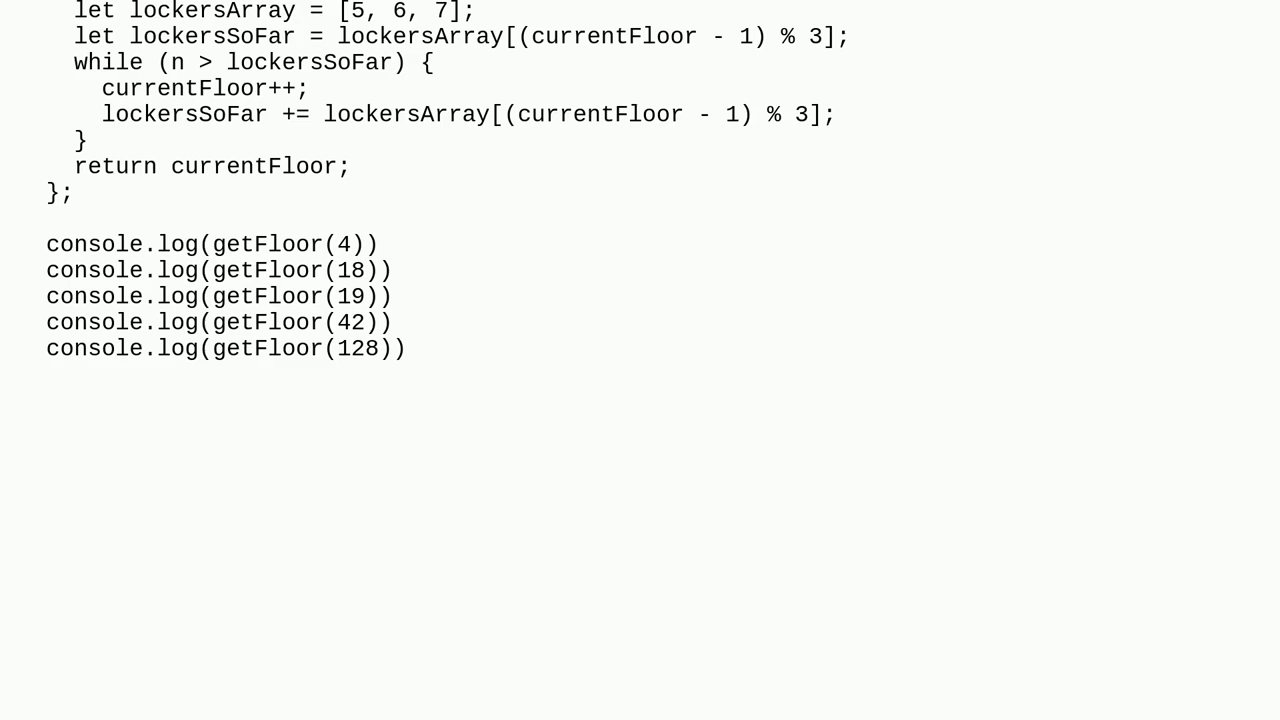 let lockersArray = [5, 6, 7];
let lockersSoFar = lockersArray[(currentFloor - 1) % 3];
while (n > lockersSoFar) {
currentFloor++;
lockersSoFar += lockersArray[(currentFloor - 1) % 3];
}
return currentFloor;
};
console.log(getFloor(4))
console.log(getFloor(18))
console.log(getFloor(19))
console.log(getFloor(42))
console.log(getFloor(128))